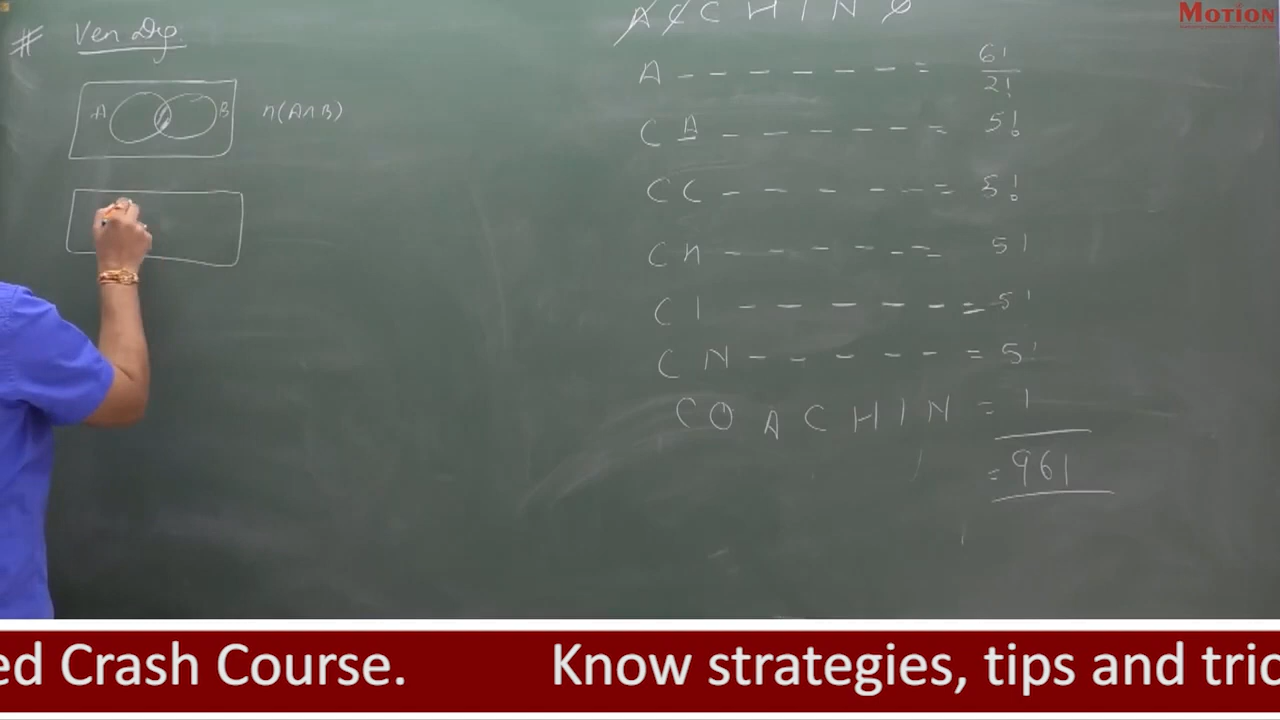 # Ven Dig.
A B n(A∩B)
A C C H I N O
A - - - - - - - = 6!/2!
C A - - - - - - = 5!
C C - - - - - - = 5!
C H - - - - - - = 5!
C I - - - - - - = 5!
C N - - - - - = 5!
C O A C H I N = 1
= 961
MOTION
ed Crash Course. Know strategies, tips and tric